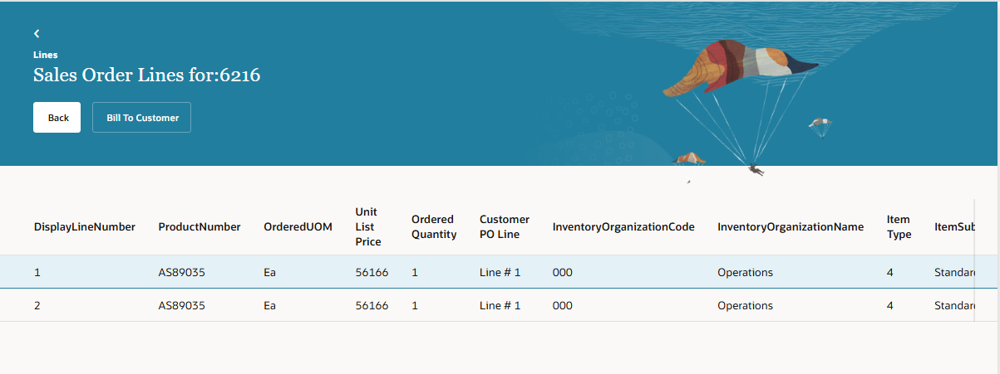 Lines
Sales Order Lines for:6216
Back
Bill To Customer
DisplayLineNumber ProductNumber OrderedUOM Unit List Price Ordered Quantity Customer PO Line InventoryOrganizationCode InventoryOrganizationName Item Type ItemSub
1 AS89035 Ea 56166 1 Line # 1 000 Operations 4 Standard
2 AS89035 Ea 56166 1 Line # 1 000 Operations 4 Standard